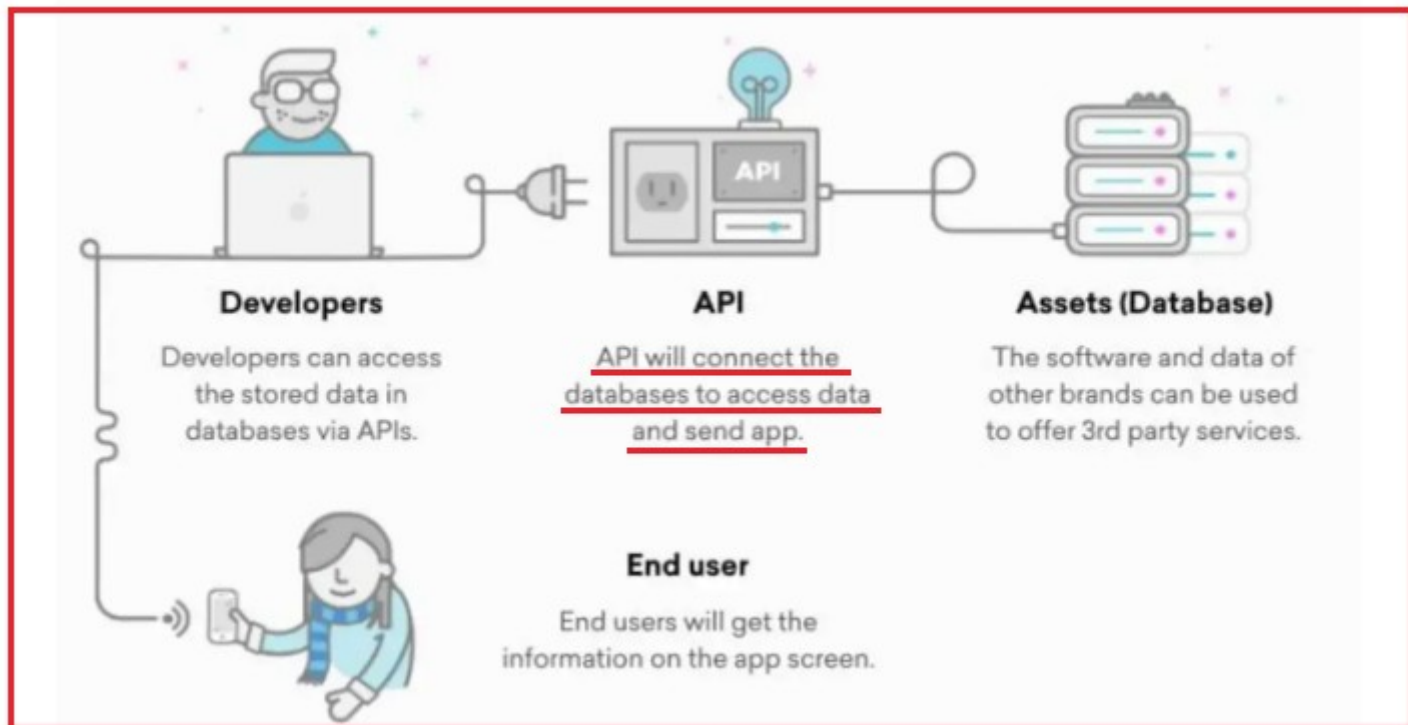 API
Developers
Developers can access
the stored data in
databases via APIs.
API
API will connect the
databases to access data
and send app.
Assets (Database)
The software and data of
other brands can be used
to offer 3rd party services.
End user
End users will get the
information on the app screen.